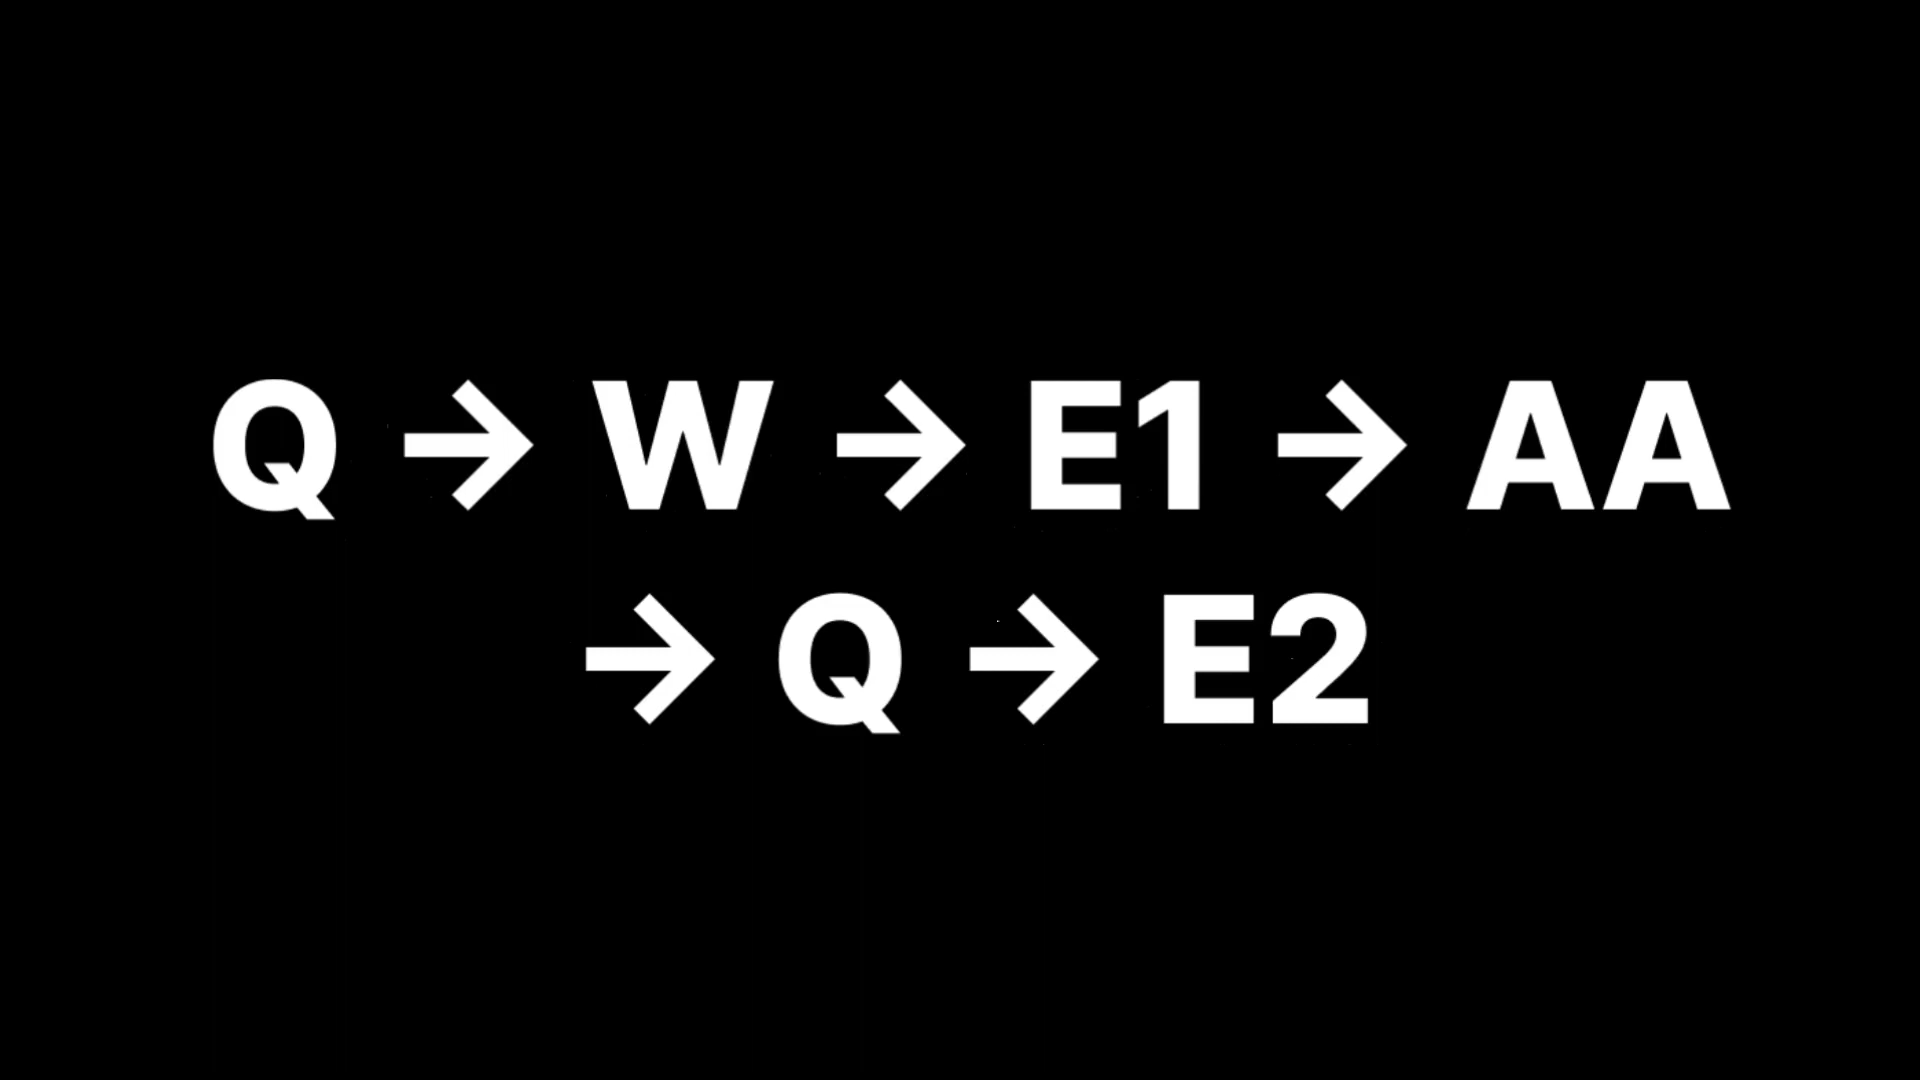 Q → W → E1 → AA
→ Q → E2